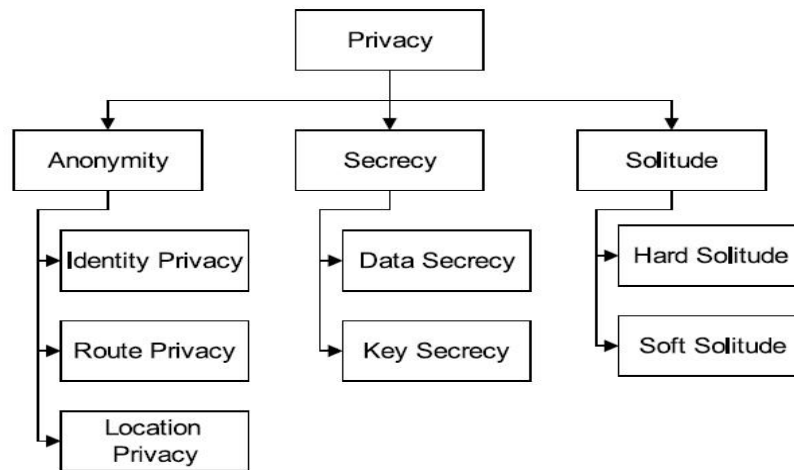 Privacy
Anonymity
Secrecy
Solitude
Identity Privacy
Route Privacy
Location
Privacy
Data Secrecy
Key Secrecy
Hard Solitude
Soft Solitude